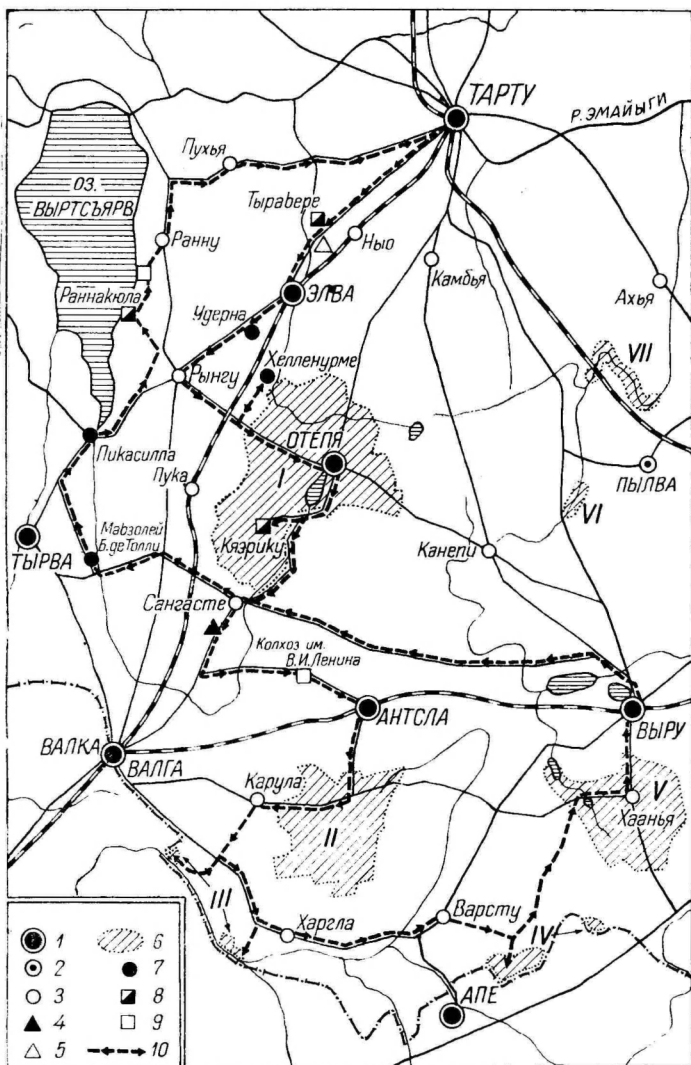 ТАРТУ
Р. ЭМАЙЫГИ
Пухья
ОЗ.
ВЫРТСЪЯРВ
Тырабере
Ранну
Ныо
Камбья
Ахья
Раннакюла
ЭЛВА
Удерна
VII
Хелленурме
Рынгу
ОТЕПЯ
Пикасилла
I
ПЫЛВА
Пука
VI
ТЫРВА
Мавзолей
Б. де Толли
Кяэрику
Канепи
Сангасте
Колхоз им.
В.И.Ленина
АНТСЛА
ВЫРУ
ВАЛКА
ВАЛГА
Карула
V
Хаанья
II
III
Харгла
Варсту
IV
АПЕ
1
6
2
7
3
8
4
9
5
10